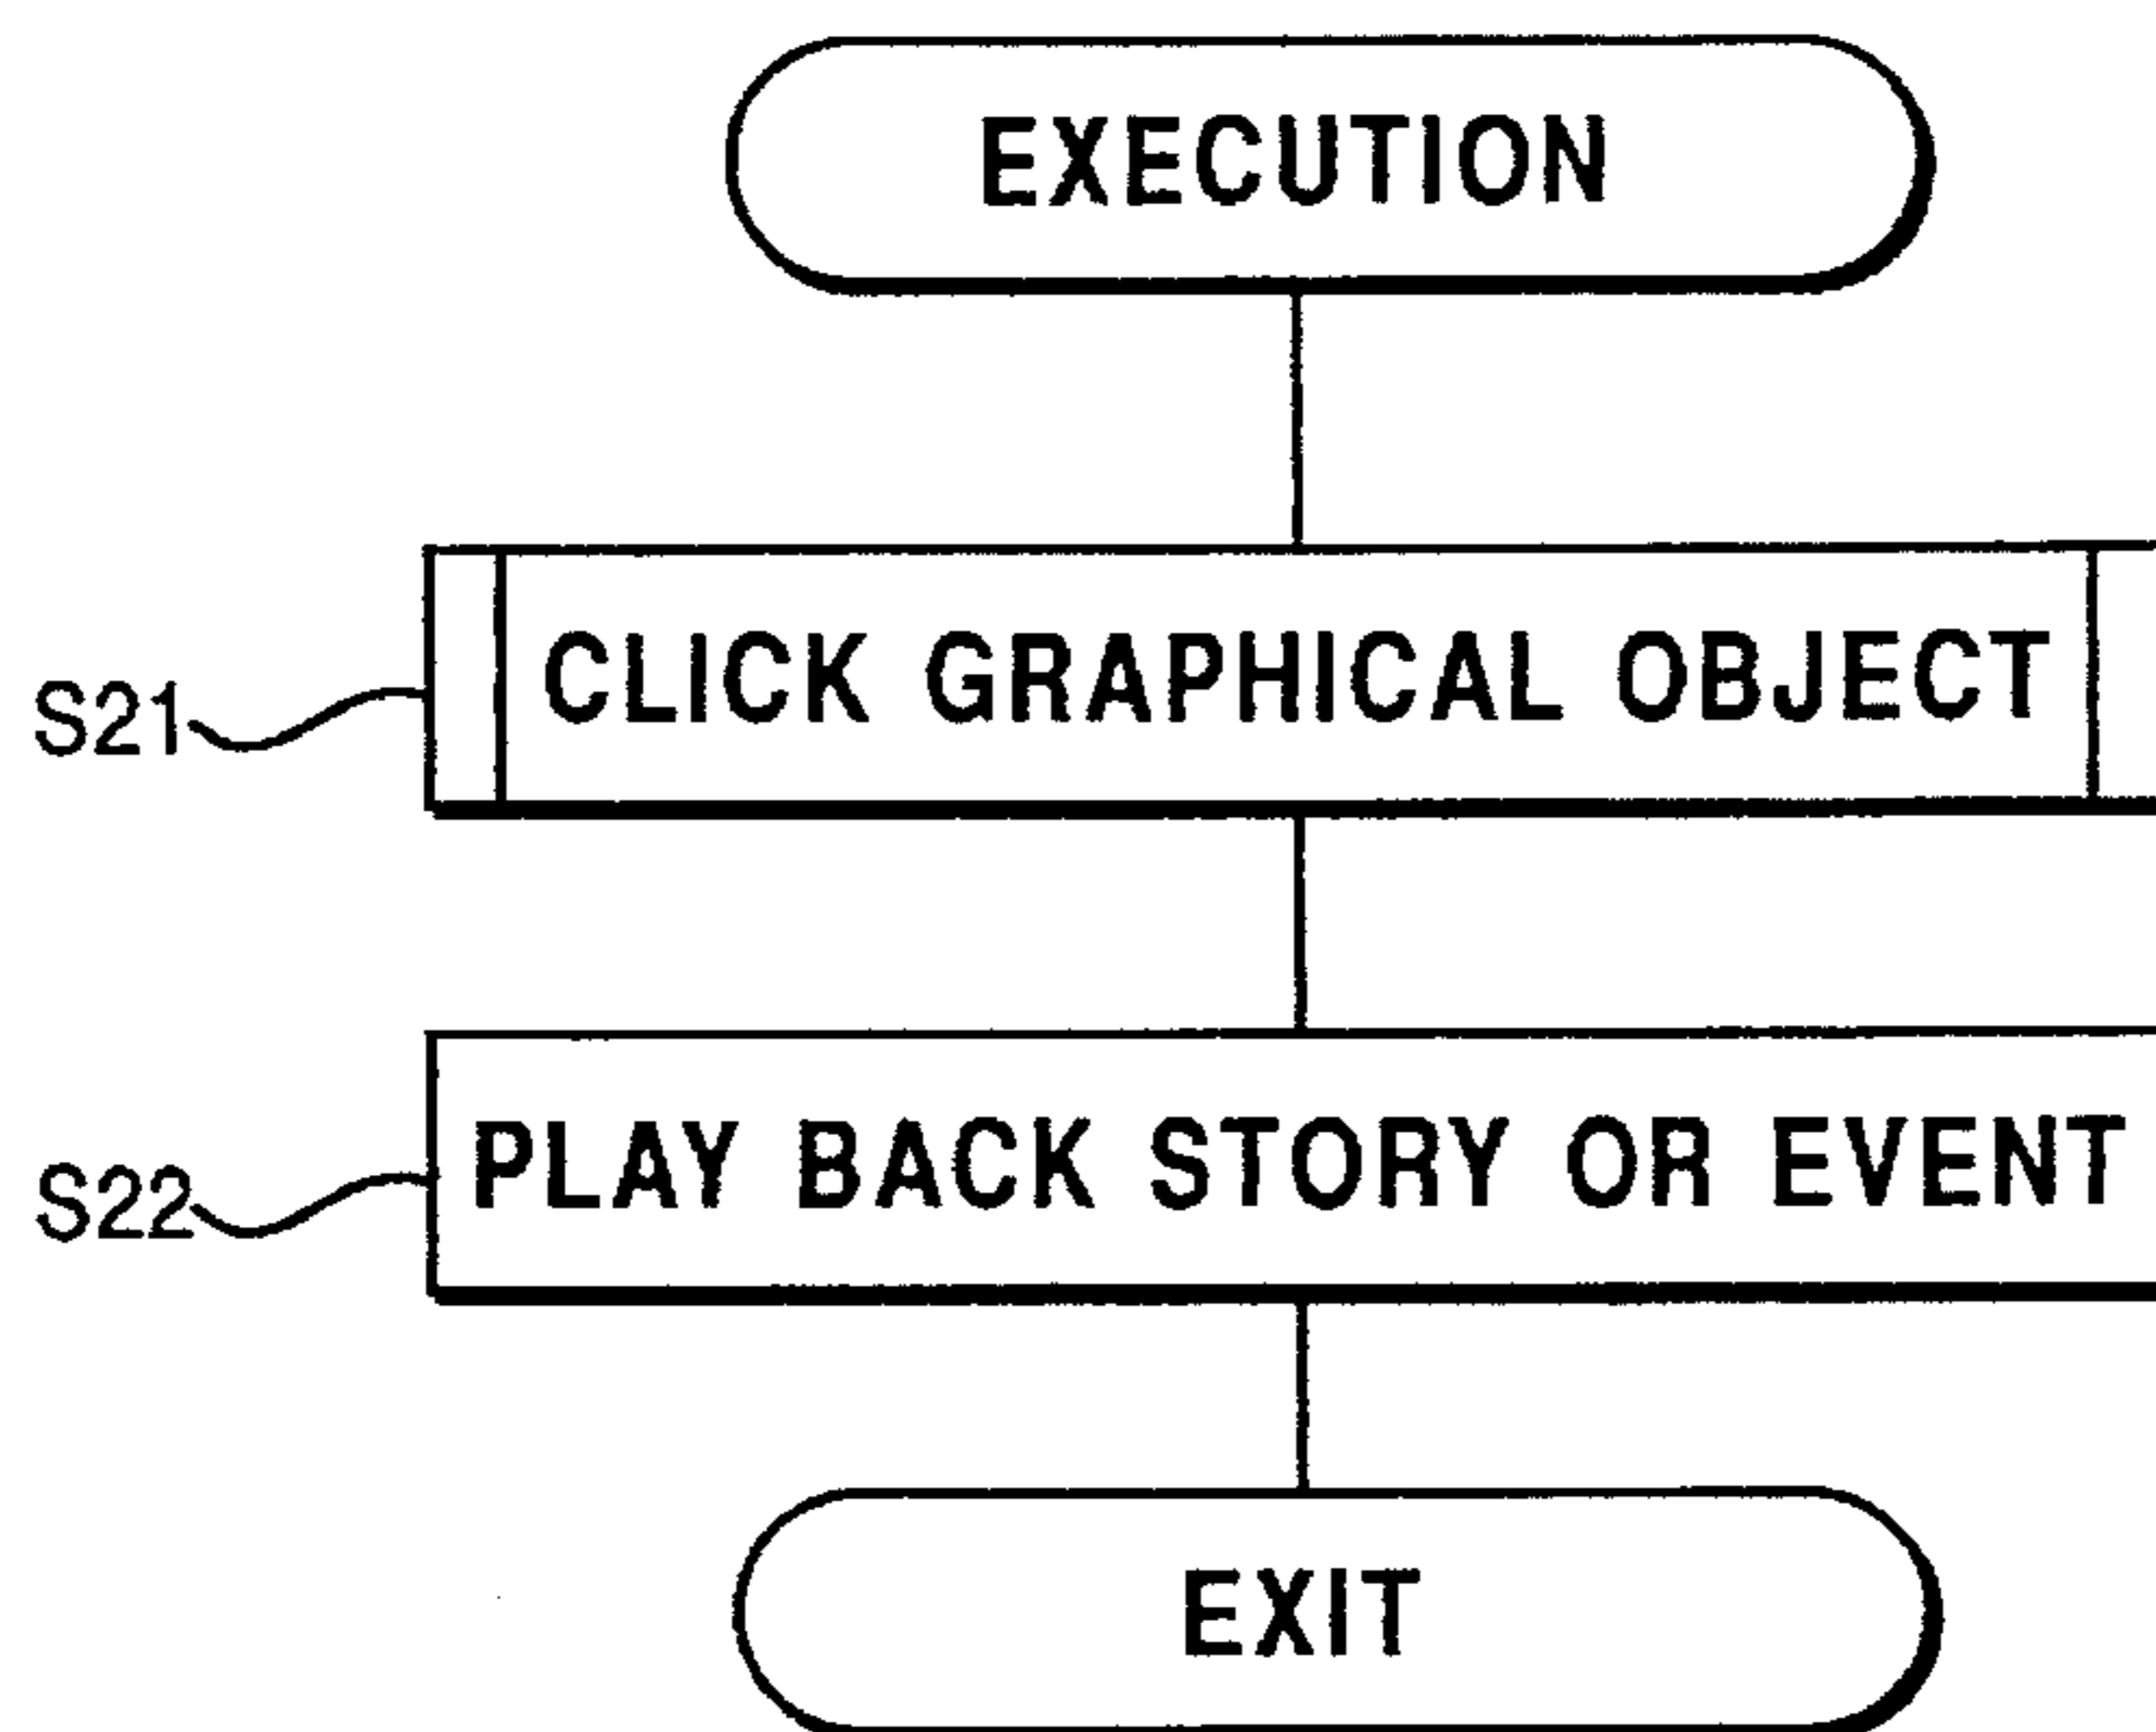 EXECUTION
S21 CLICK GRAPHICAL OBJECT
S22 PLAY BACK STORY OR EVENT
EXIT